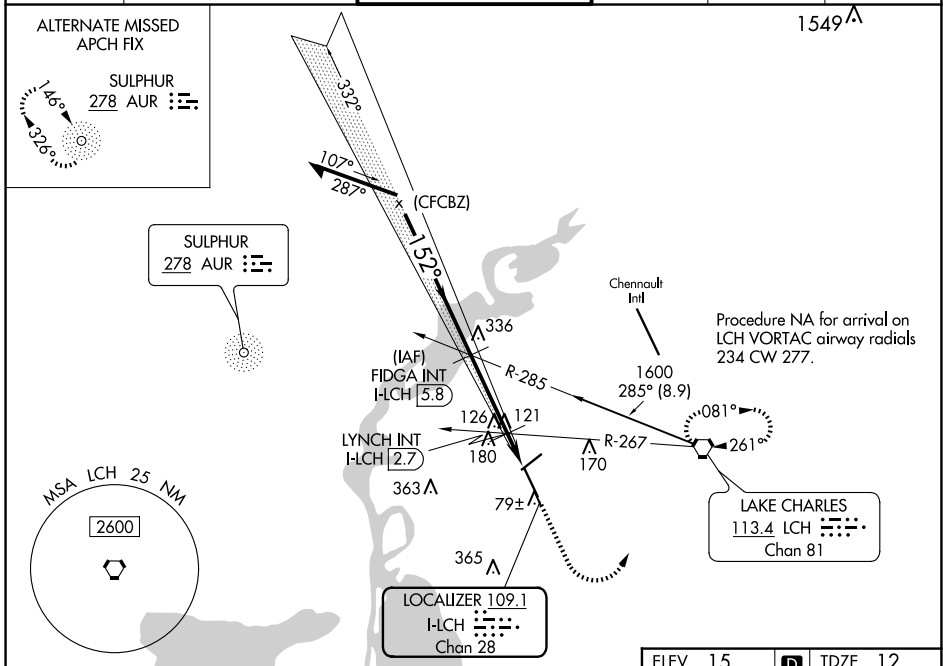 ALTERNATE MISSED
APCH FIX
SULPHUR
278 AUR
146°
326°
1549
332°
107°
287°
(CFCBZ)
152°
SULPHUR
278 AUR
Chennault
Intl
Procedure NA for arrival on
LCH VORTAC airway radials
234 CW 277.
336
(IAF)
FIDGA INT
I-LCH 5.8
R-285
1600
285° (8.9)
081°
261°
126
121
LYNCH INT
I-LCH 2.7
180
R-267
170
363
79±
365
MSA LCH 25 NM
2600
LAKE CHARLES
113.4 LCH
Chan 81
LOCALIZER 109.1
I-LCH
Chan 28
ELEV 15
D
TDZE 12